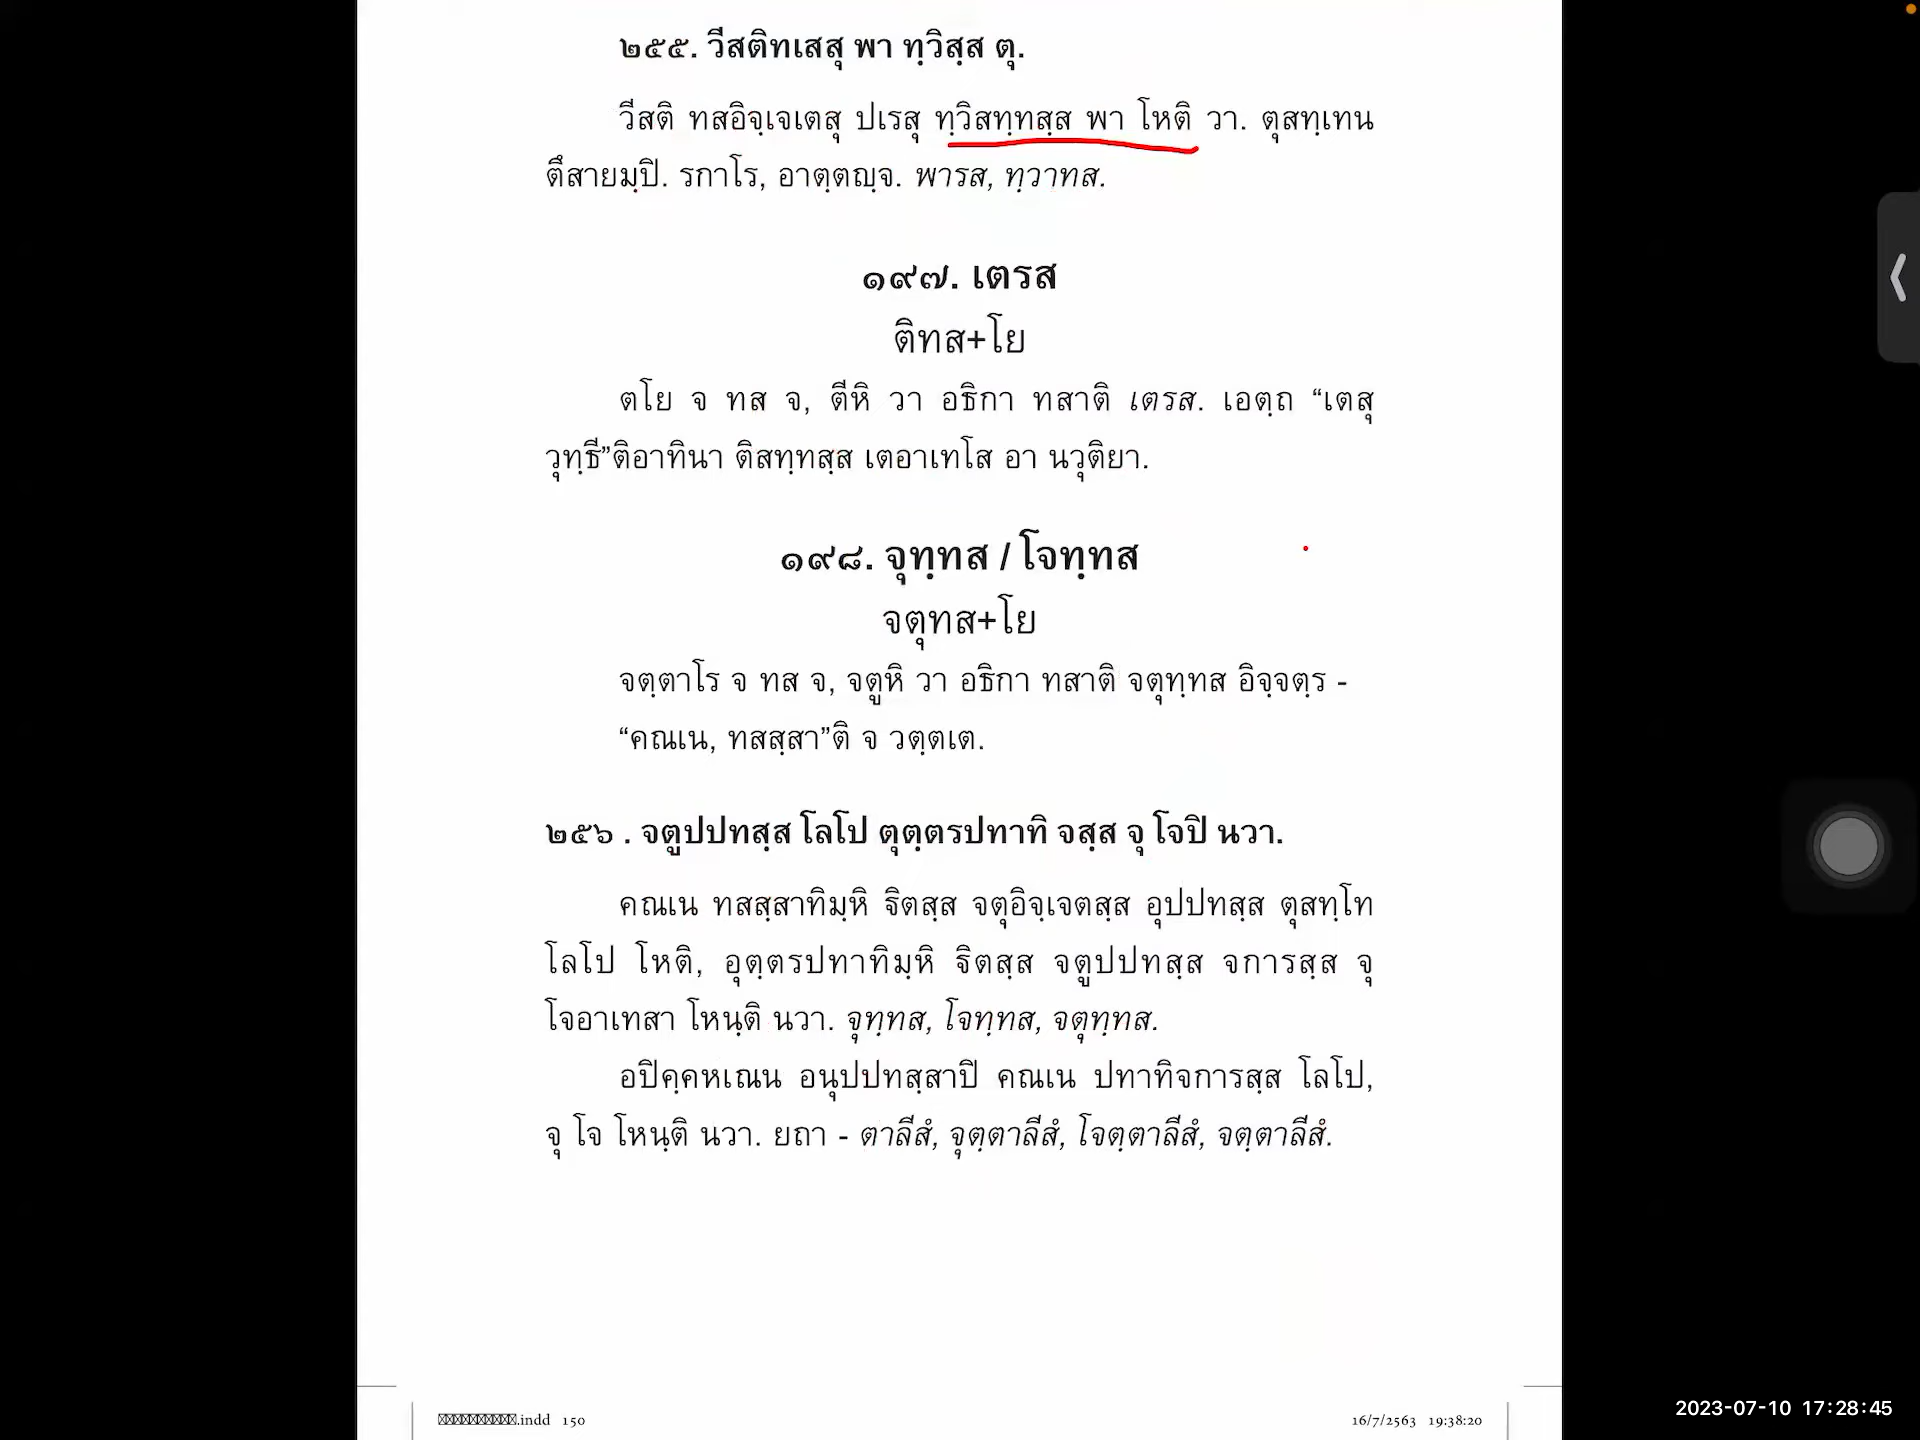 ๒๕๕. วีสติทเสสุ พา ทฺวิสฺส ตุ.
วีสติ ทสอิจฺเจเตสุ ปเรสุ ทฺวิสทฺทสฺส พา โหติ วา. ตุสทฺเทน
ตึสายมฺปิ. รกาโร, อาตฺตญฺจ. พารส, ทฺวาทส.
๑๙๗. เตรส
ติทส+โย
ตโย จ ทส จ, ตีหิ วา อธิกา ทสาติ เตรส. เอตฺถ “เตสุ
วุทฺธี”ติอาทินา ติสทฺทสฺส เตอาเทโส อา นวุติยา.
๑๙๘. จุทฺทส / โจทฺทส
จตุทส+โย
จตฺตาโร จ ทส จ, จตูหิ วา อธิกา ทสาติ จตุทฺทส อิจฺจตฺร -
“คณเน, ทสสฺสา”ติ จ วตฺตเต.
๒๕๖ . จตูปปทสฺส โลโป ตุตฺตรปทาทิ จสฺส จุ โจปิ นวา.
คณเน ทสสฺสาทิมฺหิ ฐิตสฺส จตุอิจฺเจตสฺส อุปปทสฺส ตุสทฺโท
โลโป โหติ, อุตฺตรปทาทิมฺหิ ฐิตสฺส จตูปปทสฺส จการสฺส จุ
โจอาเทสา โหนฺติ นวา. จุทฺทส, โจทฺทส, จตุทฺทส.
อปิคฺคหเณน อนุปปทสฺสาปิ คณเน ปทาทิจการสฺส โลโป,
จุ โจ โหนฺติ นวา. ยถา - ตาลีสํ, จุตฺตาลีสํ, โจตฺตาลีสํ, จตฺตาลีสํ.
.indd 150
16/7/2563 19:38:20
2023-07-10 17:28:45